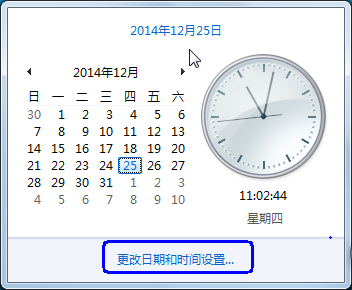 2014年12月25日
2014年12月
日 一 二 三 四 五 六
30 1 2 3 4 5 6
7 8 9 10 11 12 13
14 15 16 17 18 19 20
21 22 23 24 25 26 27
28 29 30 31 1 2 3
4 5 6 7 8 9 10
11:02:44
星期四
更改日期和时间设置...